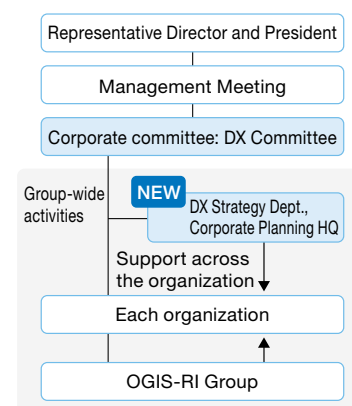 Representative Director and President
Management Meeting
Corporate committee: DX Committee
Group-wide
activities
NEW
DX Strategy Dept.,
Corporate Planning HQ
Support across
the organization
Each organization
OGIS-RI Group